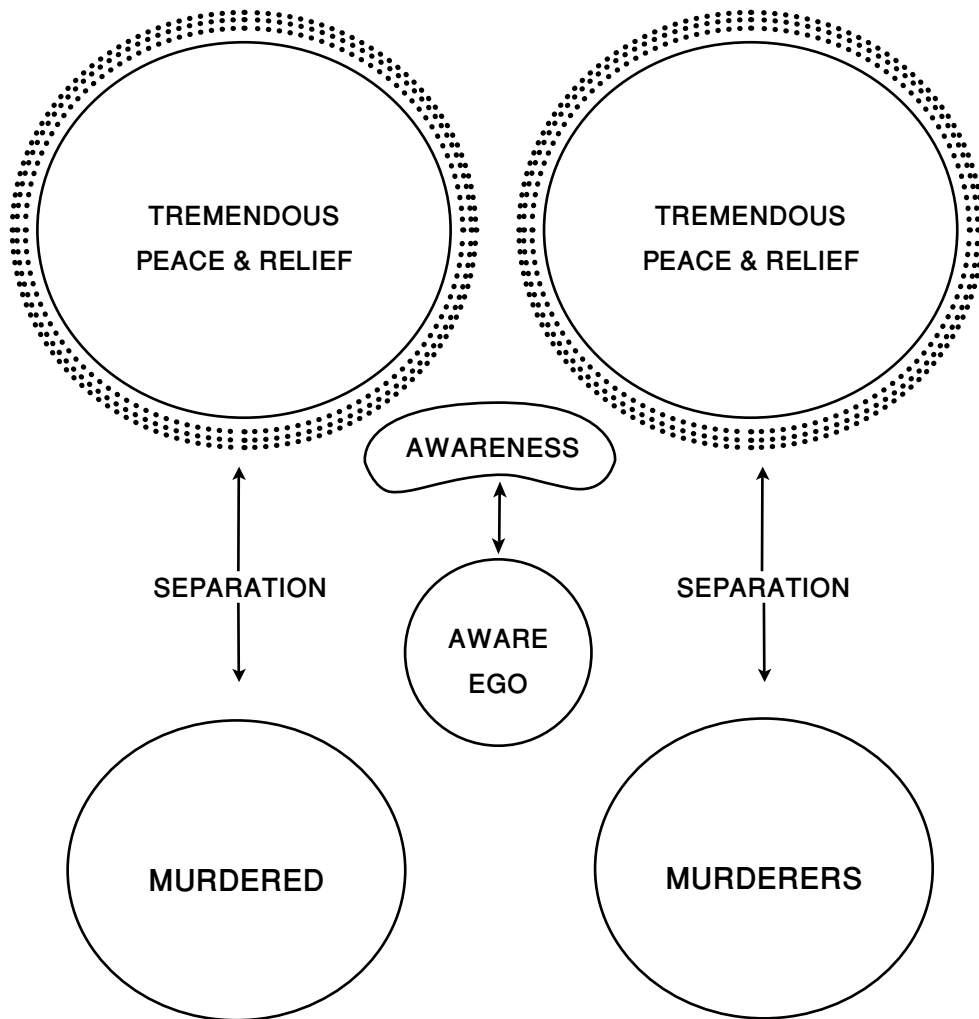 TREMENDOUS
PEACE & RELIEF
TREMENDOUS
PEACE & RELIEF
AWARENESS
SEPARATION
SEPARATION
AWARE
EGO
MURDERED
MURDERERS